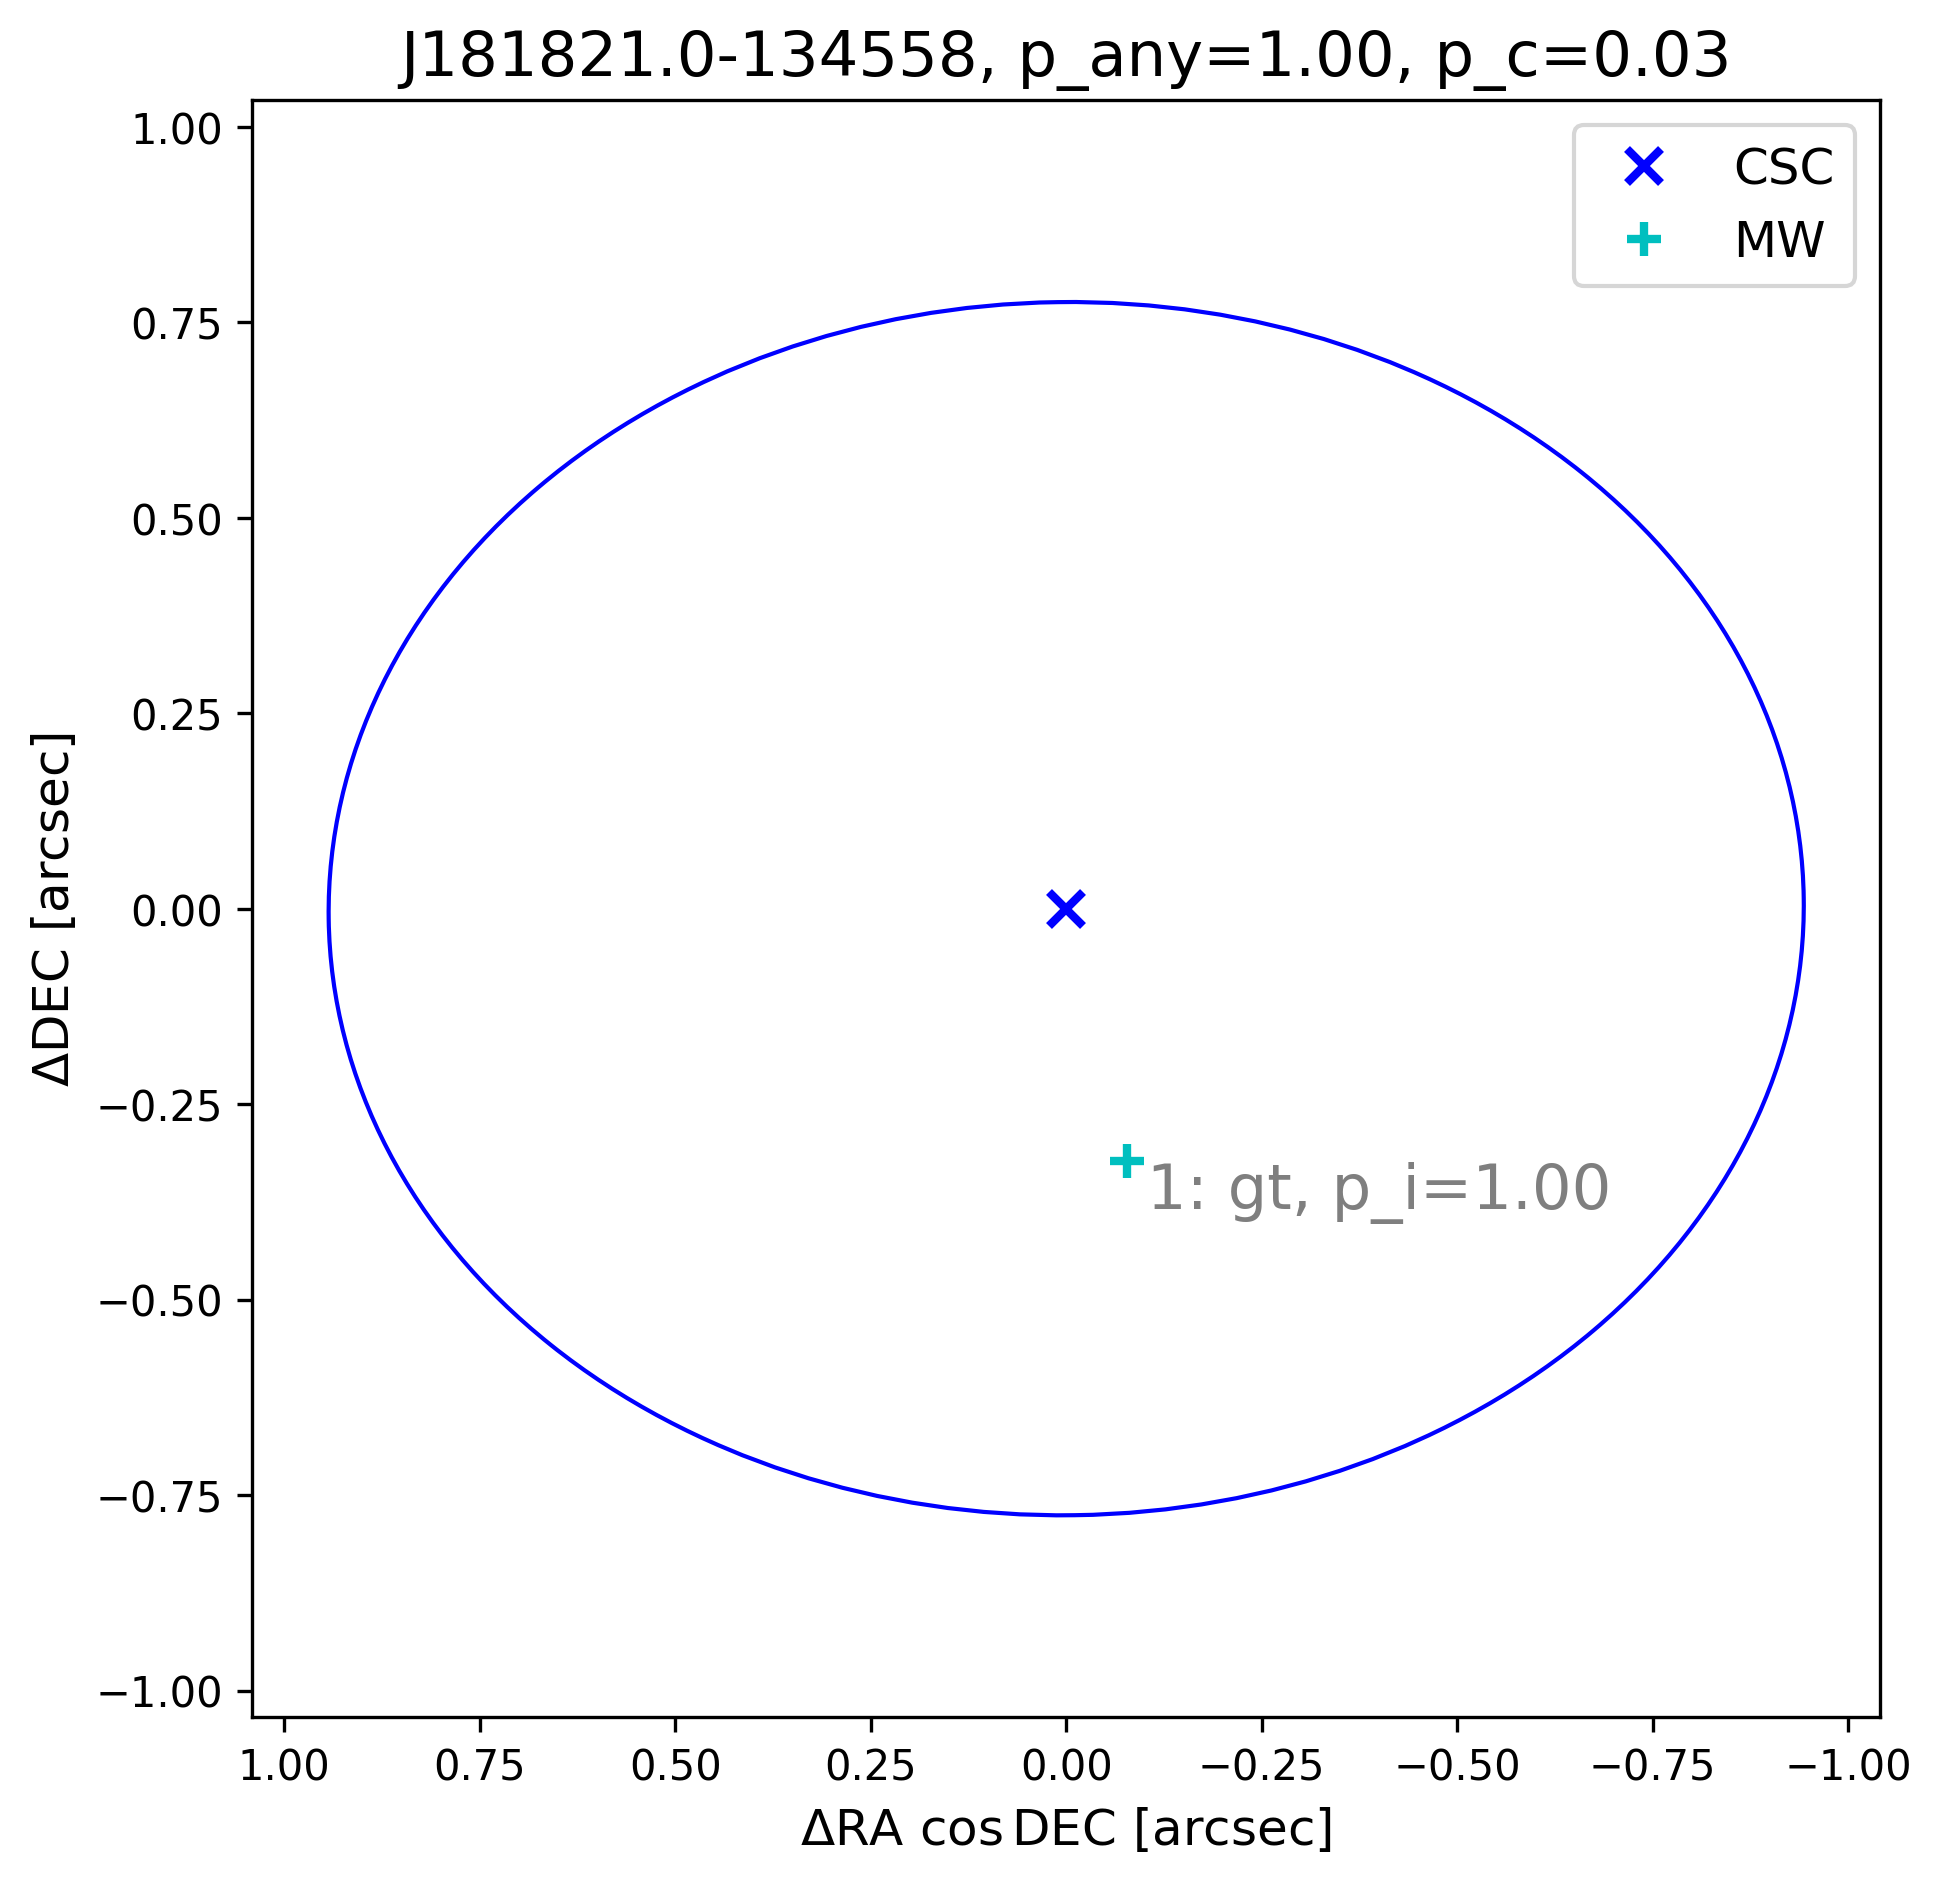 J181821.0-134558, p_any=1.00, p_c=0.03
CSC
MW
1.00
0.75
0.50
0.25
0.00
−0.25
−0.50
−0.75
−1.00
ΔDEC [arcsec]
1: gt, p_i=1.00
1.00 0.75 0.50 0.25 0.00 −0.25 −0.50 −0.75 −1.00
ΔRA cos DEC [arcsec]